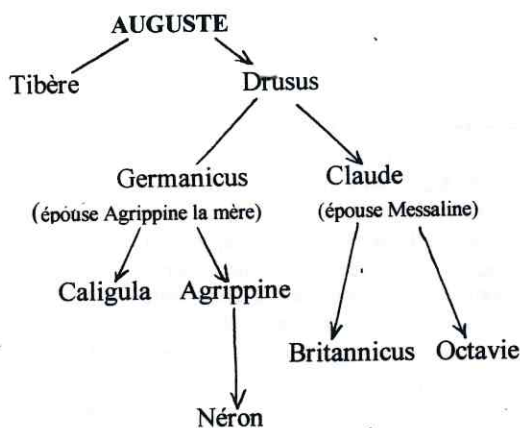 AUGUSTE
Tibère Drusus
Germanicus Claude
(épouse Agrippine la mère) (épouse Messaline)
Caligula Agrippine
Britannicus Octavie
Néron